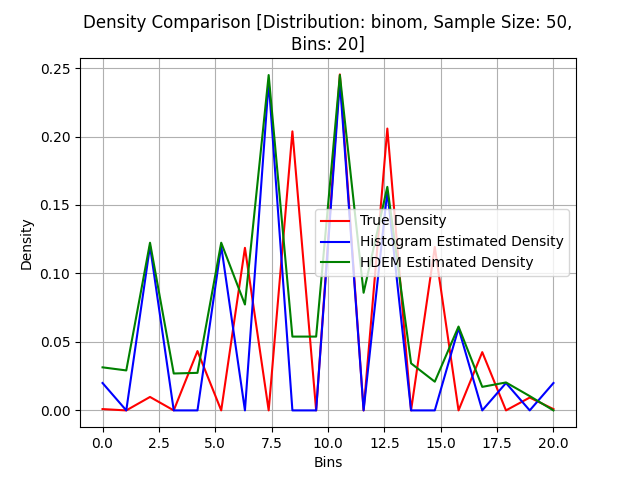 Density Comparison [Distribution: binom, Sample Size: 50,
Bins: 20]
0.25
0.20
0.15
0.10
0.05
0.00
Density
True Density
Histogram Estimated Density
HDEM Estimated Density
0.0 2.5 5.0 7.5 10.0 12.5 15.0 17.5 20.0
Bins